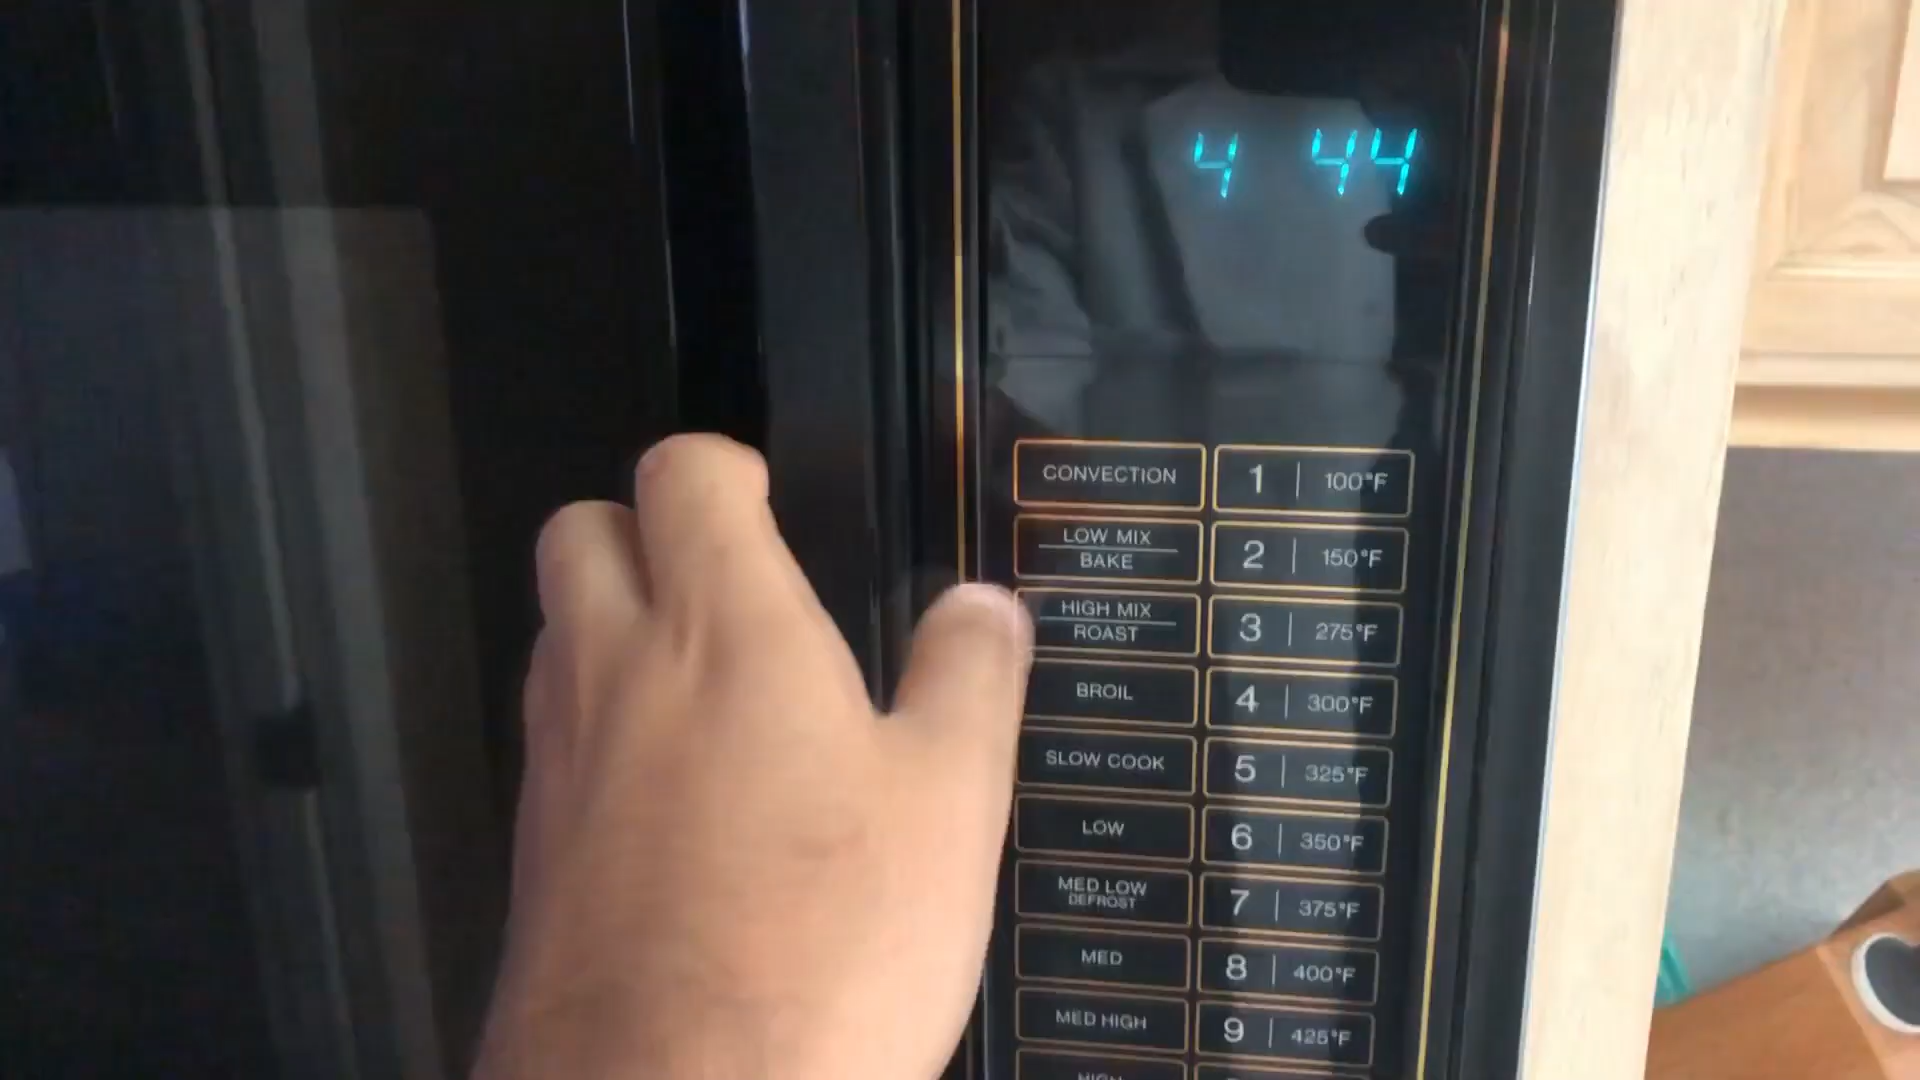 4 44
CONVECTION 1 | 100°F
LOW MIX
BAKE
2 | 150°F
HIGH MIX
ROAST
3 | 275°F
BROIL 4 | 300°F
SLOW COOK 5 | 325°F
LOW 6 | 350°F
MED LOW
DEFROST
7 | 375°F
MED 8 | 400°F
MED HIGH 9 | 425°F
HIGH